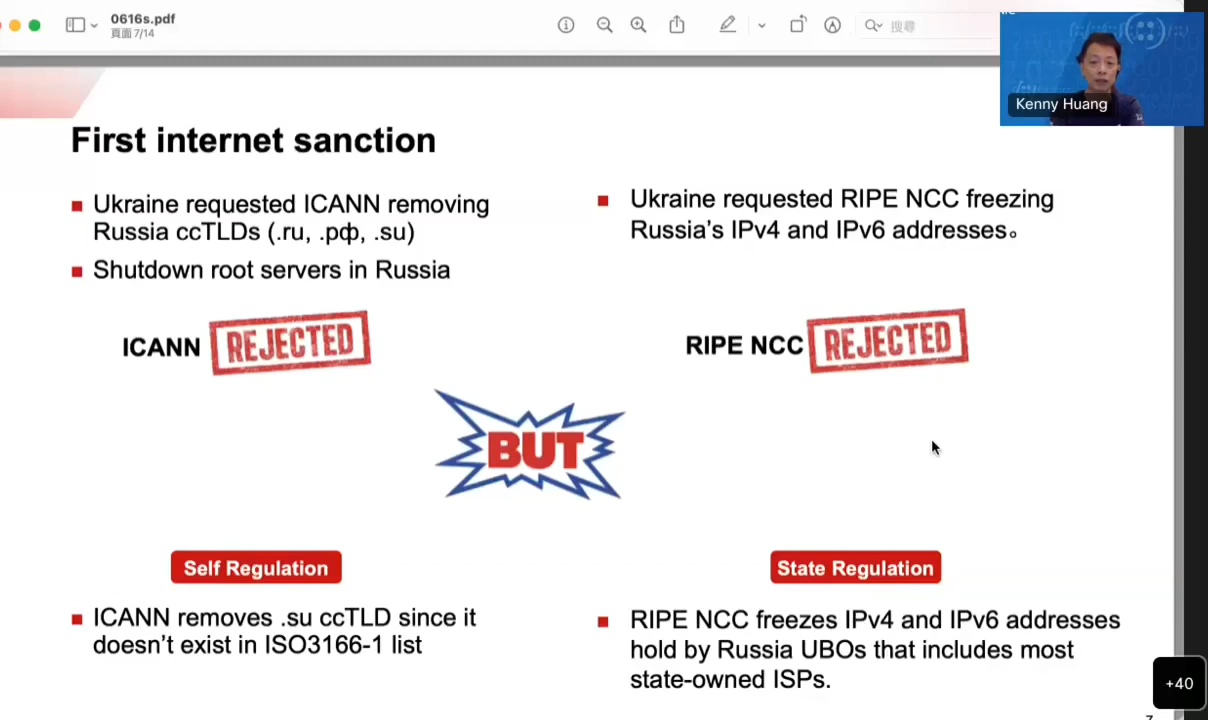 0616s.pdf
頁面 7/14
搜尋
Kenny Huang
First internet sanction
Ukraine requested ICANN removing
Russia ccTLDs (.ru, .рф, .su)
Shutdown root servers in Russia
Ukraine requested RIPE NCC freezing
Russia's IPv4 and IPv6 addresses。
ICANN REJECTED
RIPE NCC REJECTED
BUT
Self Regulation
State Regulation
ICANN removes .su ccTLD since it
doesn't exist in ISO3166-1 list
RIPE NCC freezes IPv4 and IPv6 addresses
hold by Russia UBOs that includes most
state-owned ISPs.
+40